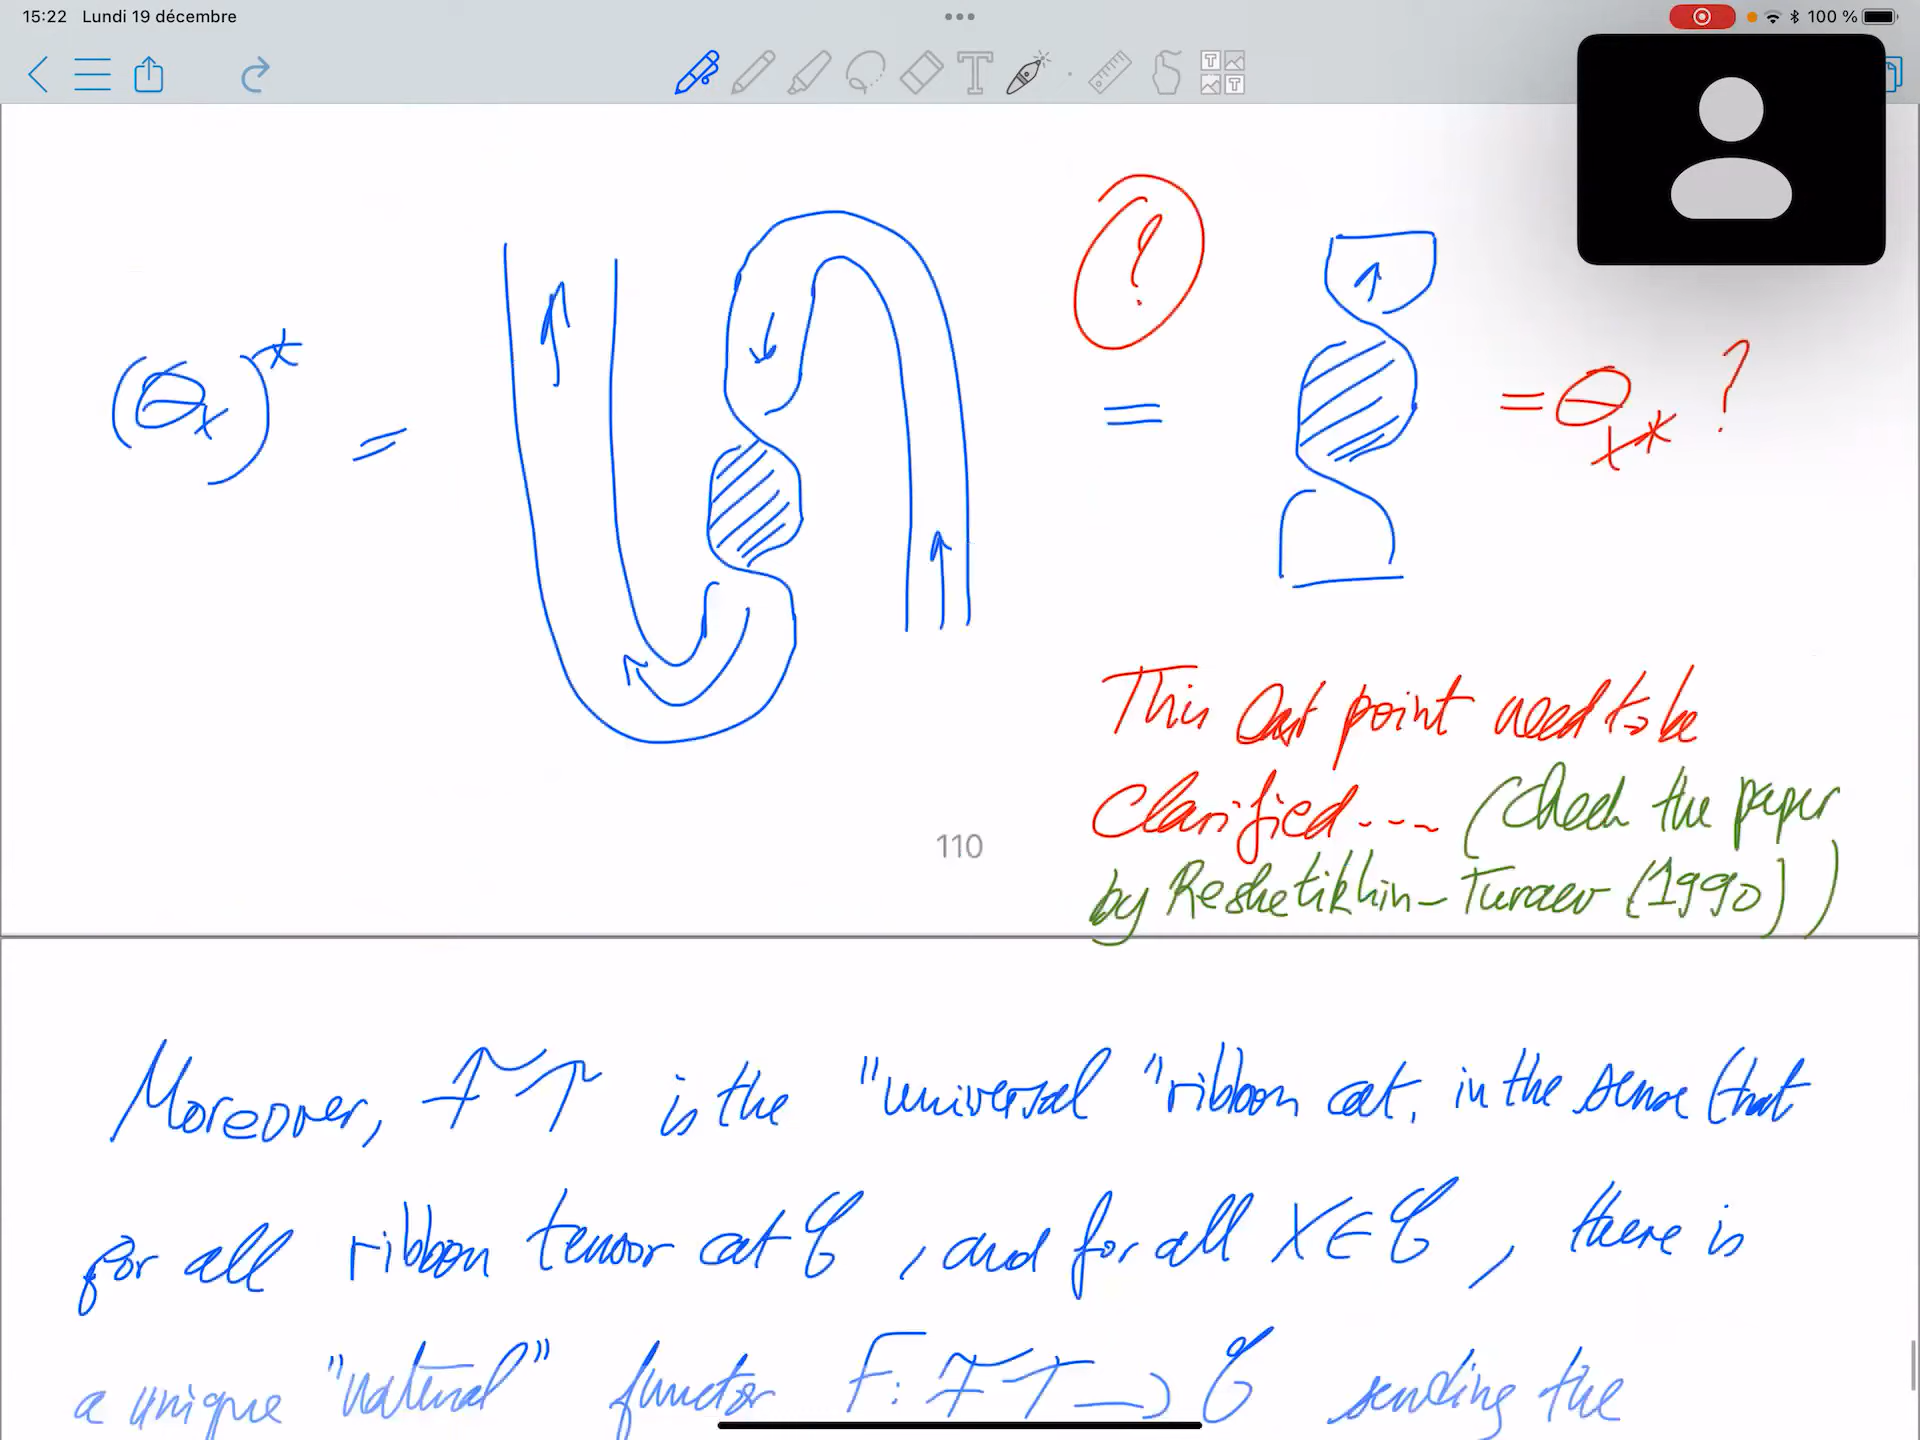 15:22 Lundi 19 décembre
100 %
(θ_x)^* = = = θ_{x^*} ?
?
This last point need to be
Clarified... (check the paper
by Reshetikhin-Turaev (1990))
110
Moreover, FT is the "universal" ribbon cat. in the sense that
for all ribbon tensor cat C, and for all X ∈ C, there is
a unique "natural" functor F: FT → C sending the